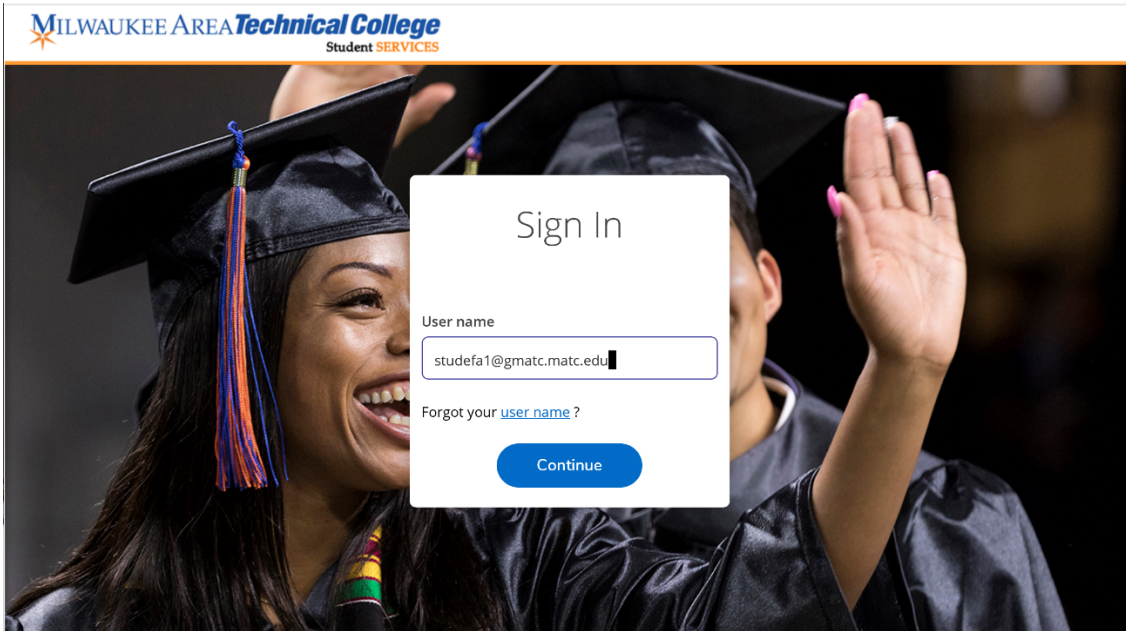 MILWAUKEE AREA Technical College
Student SERVICES
Sign In
User name
studefa1@gmatc.matc.edu
Forgot your user name ?
Continue